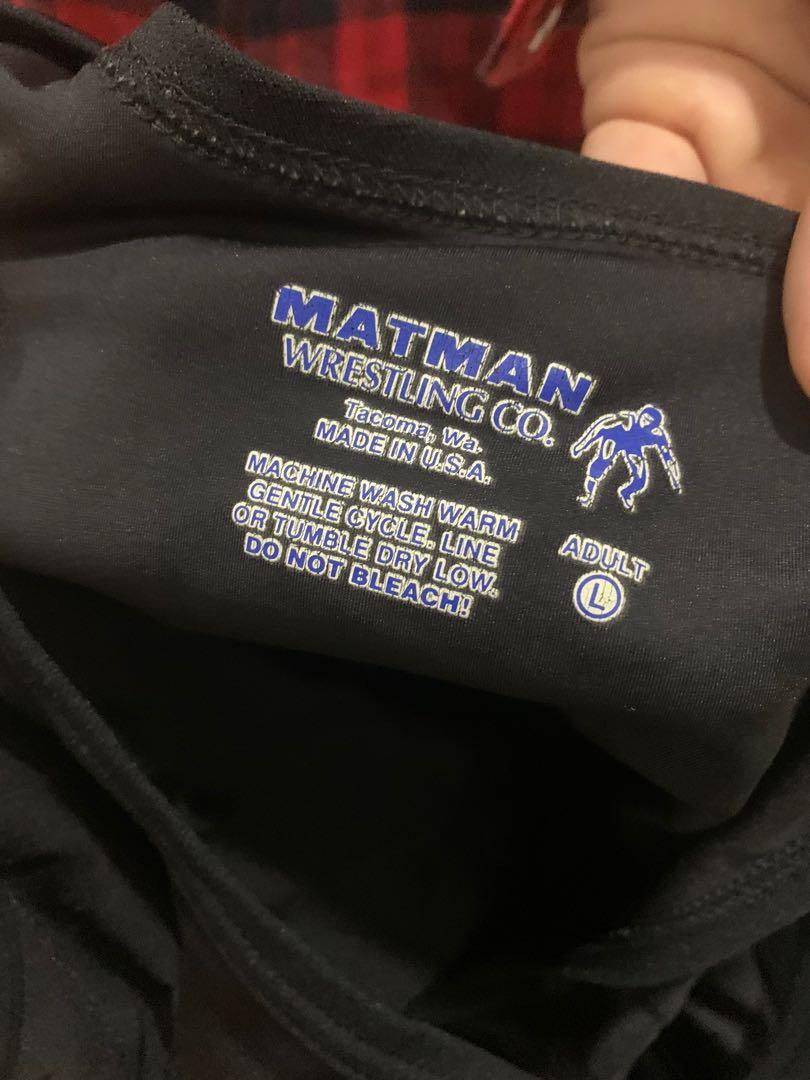 MATMAN
WRESTLING CO.
Tacoma, Wa.
MADE IN U.S.A.
MACHINE WASH WARM
GENTLE CYCLE. LINE
OR TUMBLE DRY LOW.
DO NOT BLEACH!
ADULT
L